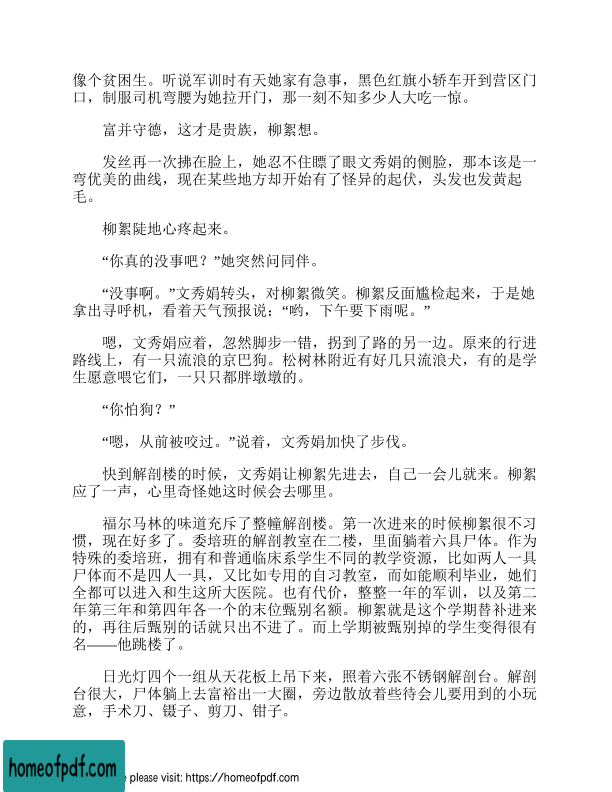 像个贫困生。听说军训时有天她家有急事，黑色红旗小轿车开到营区门
口，制服司机弯腰为她拉开门，那一刻不知多少人大吃一惊。
富并守德，这才是贵族，柳絮想。
发丝再一次拂在脸上，她忍不住瞟了眼文秀娟的侧脸，那本该是一
弯优美的曲线，现在某些地方却开始有了怪异的起伏，头发也发黄起
毛。
柳絮陡地心疼起来。
“你真的没事吧？”她突然问同伴。
“没事啊。”文秀娟转头，对柳絮微笑。柳絮反而尴尬起来，于是她
拿出寻呼机，看着天气预报说：“哟，下午要下雨呢。”
嗯，文秀娟应着，忽然脚步一错，拐到了路的另一边。原来的行进
路线上，有一只流浪的京巴狗。松树林附近有好几只流浪犬，有的是学
生愿意喂它们，一只只都胖墩墩的。
“你怕狗？”
“嗯，从前被咬过。”说着，文秀娟加快了步伐。
快到解剖楼的时候，文秀娟让柳絮先进去，自己一会儿就来。柳絮
应了一声，心里奇怪她这时候会去哪里。
福尔马林的味道充斥了整幢解剖楼。第一次进来的时候柳絮很不习
惯，现在好多了。委培班的解剖教室在二楼，里面躺着六具尸体。作为
特殊的委培班，拥有和普通临床系学生不同的教学资源，比如两人一具
尸体而不是四人一具，又比如专用的自习教室，而如能顺利毕业，她们
全都可以进入和生这所大医院。也有代价，整整一年的军训，以及第二
年第三年和第四年各一个的末位甄别名额。柳絮就是这个学期替补进来
的，再往后甄别的话就只出不进了。而上学期被甄别掉的学生变得很有
名——他跳楼了。
日光灯四个一组从天花板上吊下来，照着六张不锈钢解剖台。解剖
台很大，尸体躺上去富裕出一大圈，旁边散放着些待会儿要用到的小玩
意，手术刀、镊子、剪刀、钳子。
homeofpdf.com
e please visit: https://homeofpdf.com